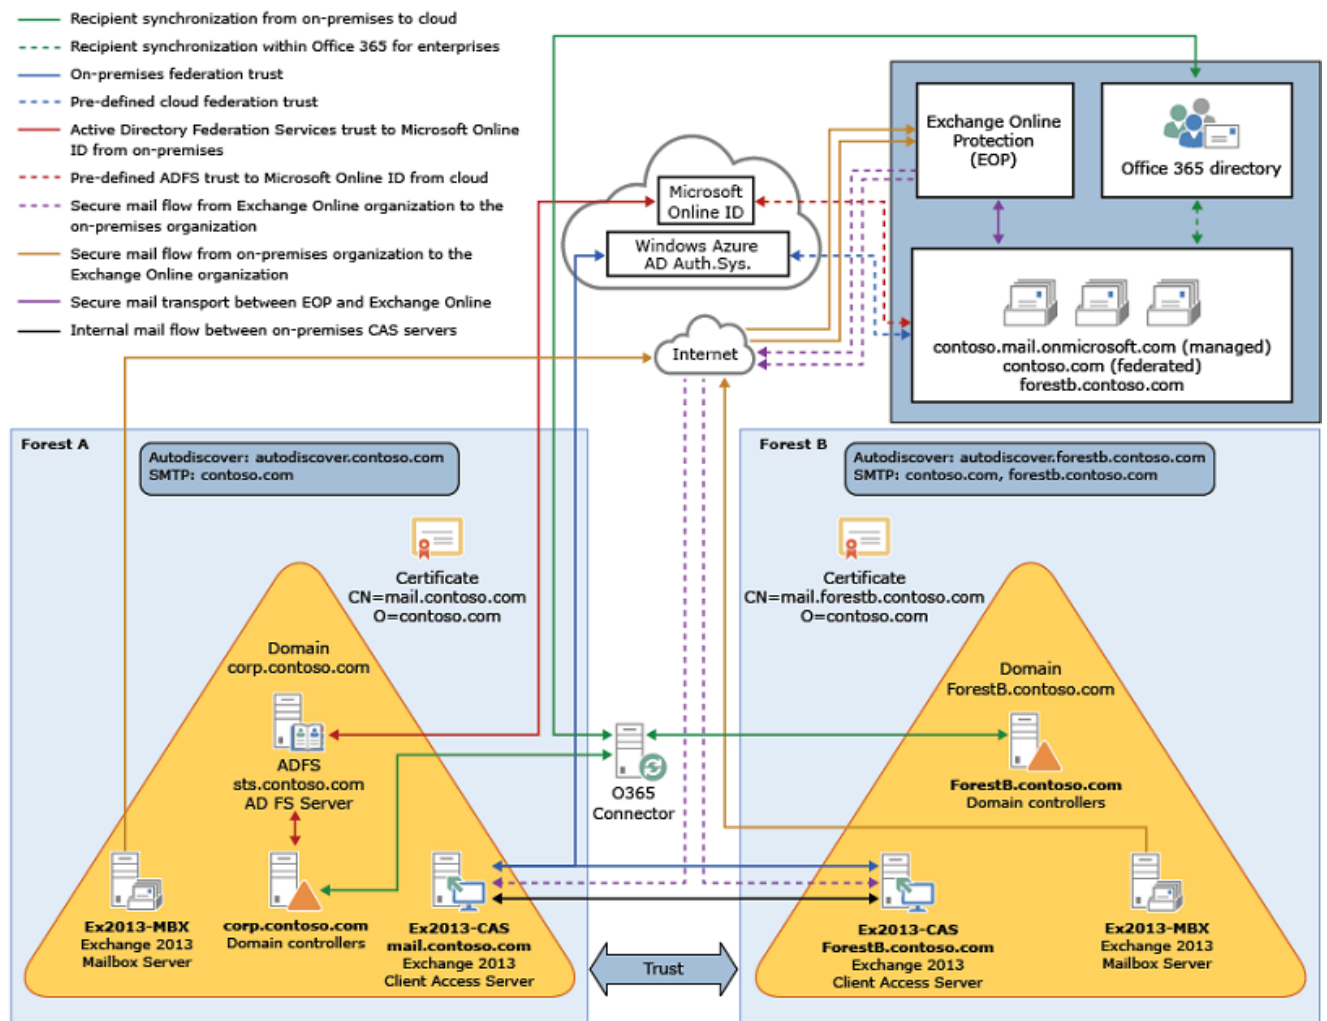 Recipient synchronization from on-premises to cloud
Recipient synchronization within Office 365 for enterprises
On-premises federation trust
Pre-defined cloud federation trust
Active Directory Federation Services trust to Microsoft Online
ID from on-premises
Pre-defined ADFS trust to Microsoft Online ID from cloud
Secure mail flow from Exchange Online organization to the
on-premises organization
Secure mail flow from on-premises organization to the
Exchange Online organization
Secure mail transport between EOP and Exchange Online
Internal mail flow between on-premises CAS servers
Exchange Online
Protection
(EOP)
Office 365 directory
Microsoft
Online ID
Windows Azure
AD Auth.Sys.
Internet
contoso.mail.onmicrosoft.com (managed)
contoso.com (federated)
forestb.contoso.com
Forest A
Autodiscover: autodiscover.contoso.com
SMTP: contoso.com
Certificate
CN=mail.contoso.com
O=contoso.com
Domain
corp.contoso.com
ADFS
sts.contoso.com
AD FS Server
Ex2013-MBX
Exchange 2013
Mailbox Server
corp.contoso.com
Domain controllers
Ex2013-CAS
mail.contoso.com
Exchange 2013
Client Access Server
O365
Connector
Trust
Forest B
Autodiscover: autodiscover.forestb.contoso.com
SMTP: contoso.com, forestb.contoso.com
Certificate
CN=mail.forestb.contoso.com
O=contoso.com
Domain
ForestB.contoso.com
ForestB.contoso.com
Domain controllers
Ex2013-CAS
ForestB.contoso.com
Exchange 2013
Client Access Server
Ex2013-MBX
Exchange 2013
Mailbox Server